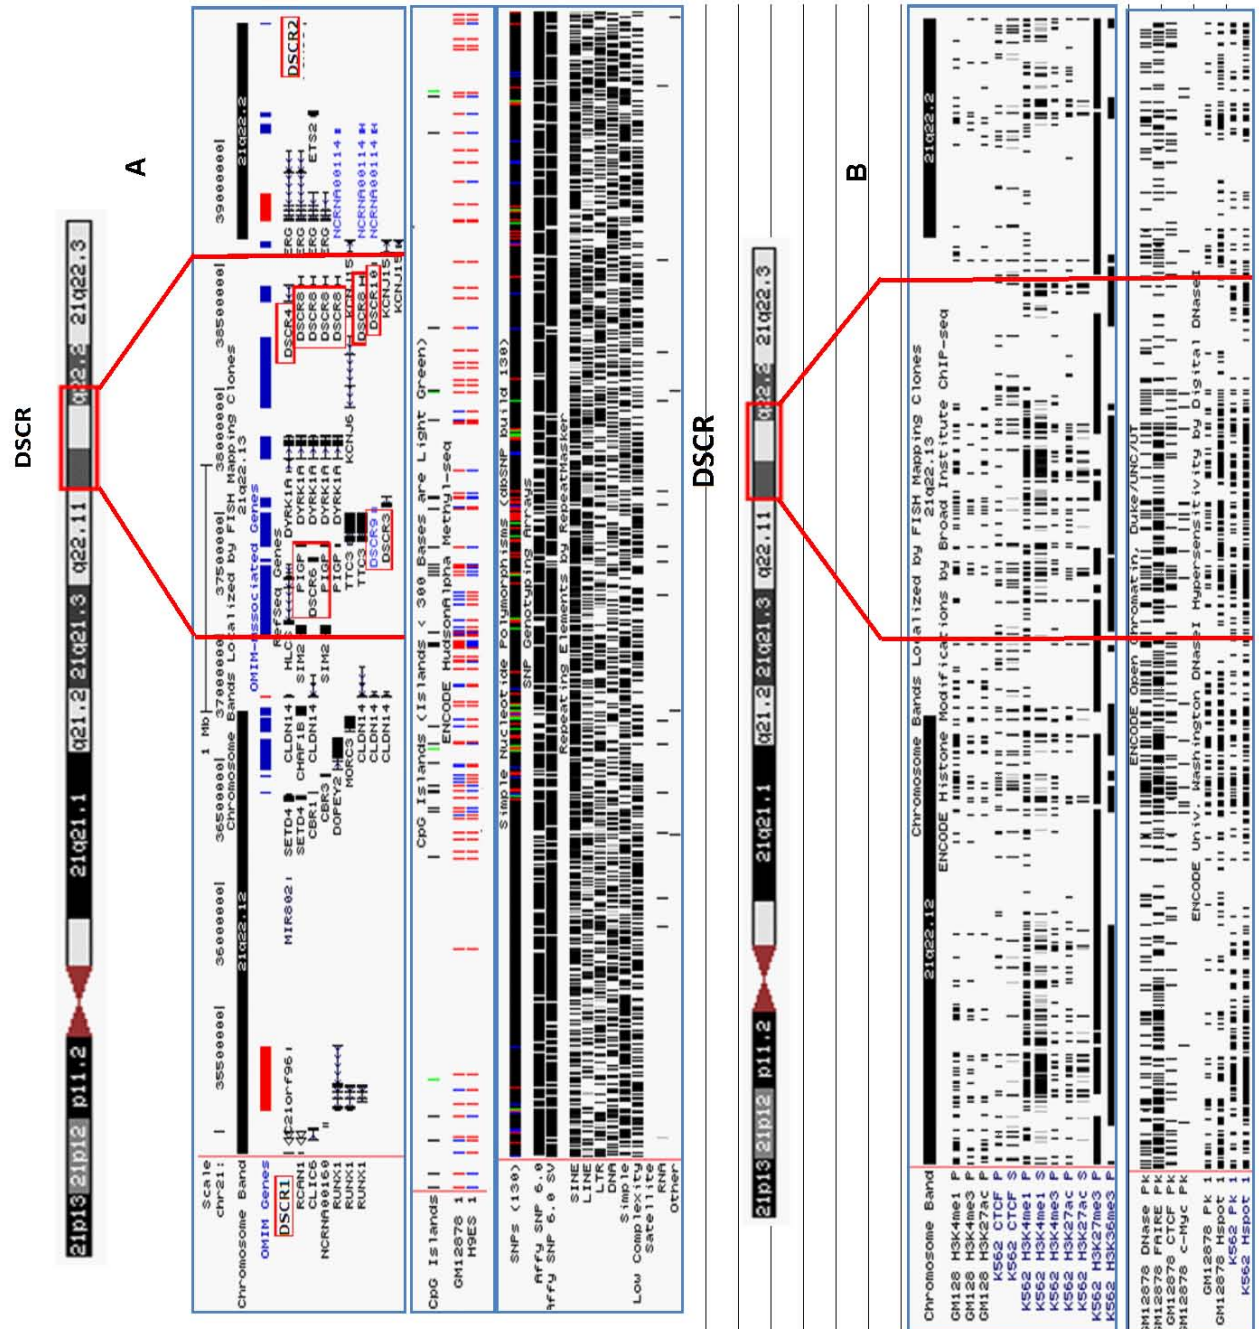 DSCR
A
21p13 21p12 p11.2 21q21.1 q21.2 21q21.3 q22.11 q22.2 21q22.3
Scale
1 Mb
chr21:
35500000 36000000 36500000 37000000 37500000 38000000 38500000 39000000
Chromosome Bands Localized by FISH Mapping Clones
Chromosome Band
21q22.12 21q22.13 21q22.2
OMIM-Associated Genes
OMIM Genes
RefSeq Genes
DSCR1
C21orf96
MIR802
SETD4
CLDN14
HLCS
DYRK1A
DSCR4
ERG
DSCR2
RCAN1
SETD4
CHAF1B
SIM2
PIGP
DYRK1A
DSCR8
ERG
CLIC6
CBR1
CLDN14
DSCR6
DYRK1A
DSCR8
ERG
ETS2
NCRNA00160
CBR3
SIM2
PIGP
DYRK1A
DSCR8
ERG
RUNX1
DOPEY2
PIGP
DYRK1A
DSCR8
NCRNA00114
RUNX1
MORC3
TTC3
KCNJ6
KCNJ15
RUNX1
CLDN14
TTC3
DSCR8
NCRNA00114
CLDN14
DSCR9
DSCR10
NCRNA00114
CLDN14
DSCR3
KCNJ15
KCNJ15
CpG Islands (Islands < 300 Bases are Light Green)
CpG Islands
ENCODE HudsonAlpha Methyl-seq
GM12878 1
H9ES 1
Simple Nucleotide Polymorphisms (dbSNP build 130)
SNPs (130)
SNP Genotyping Arrays
Affy SNP 6.0
Affy SNP 6.0 SV
Repeating Elements by RepeatMasker
SINE
LINE
LTR
DNA
Simple
Low Complexity
Satellite
RNA
Other
DSCR
B
21p13 21p12 p11.2 21q21.1 q21.2 21q21.3 q22.11 q22.2 21q22.3
Chromosome Bands Localized by FISH Mapping Clones
Chromosome Band
21q22.12 21q22.13 21q22.2
ENCODE Histone Modifications by Broad Institute ChIP-seq
GM128 H3K4me1 P
GM128 H3K4me3 P
GM128 H3K27ac P
K562 CTCF P
K562 CTCF S
K562 H3K4me1 P
K562 H3K4me1 S
K562 H3K4me3 P
K562 H3K27ac P
K562 H3K27ac S
K562 H3K27me3 P
K562 H3K36me3 P
ENCODE Open Chromatin, Duke/UNC/UT
GM12878 DNase Pk
GM12878 FAIRE Pk
GM12878 CTCF Pk
GM12878 c-Myc Pk
ENCODE Univ. Washington DNaseI Hypersensitivity by Digital DNaseI
GM12878 Pk 1
GM12878 Hspot 1
K562 Pk 1
K562 Hspot 1